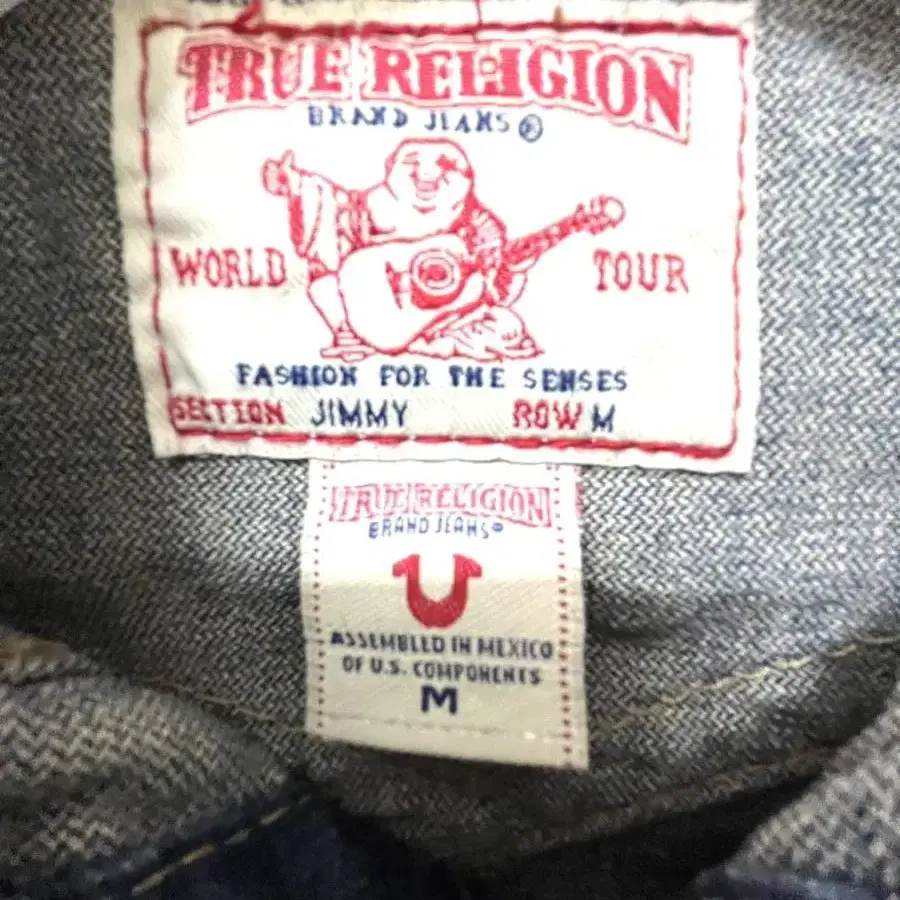 TRUE RELIGION
BRAND JEANS®
WORLD TOUR
FASHION FOR THE SENSES
SECTION JIMMY ROW M
TRUE RELIGION
BRAND JEANS®
ASSEMBLED IN MEXICO
OF U.S. COMPONENTS
M